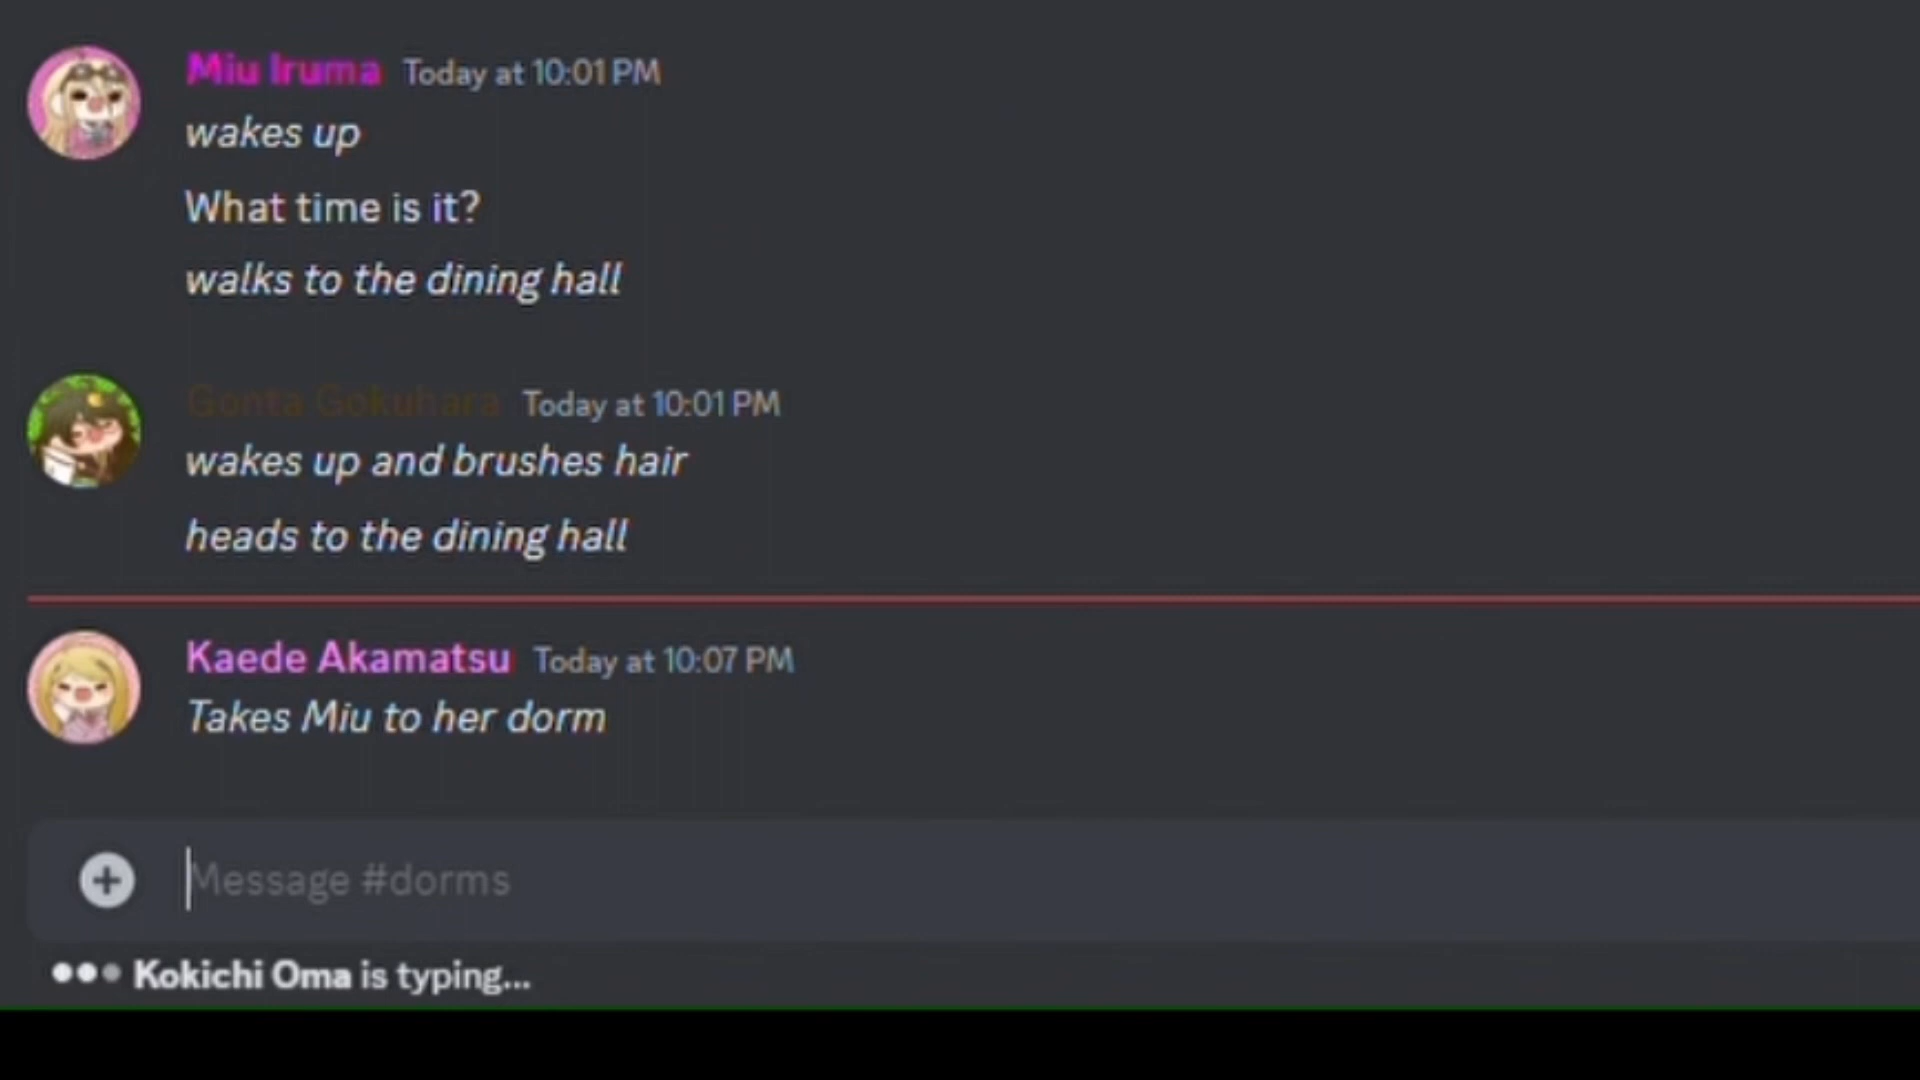 Miu Iruma Today at 10:01 PM
wakes up
What time is it?
walks to the dining hall
Gonta Gokuhara Today at 10:01 PM
wakes up and brushes hair
heads to the dining hall
Kaede Akamatsu Today at 10:07 PM
Takes Miu to her dorm
Message #dorms
Kokichi Oma is typing...